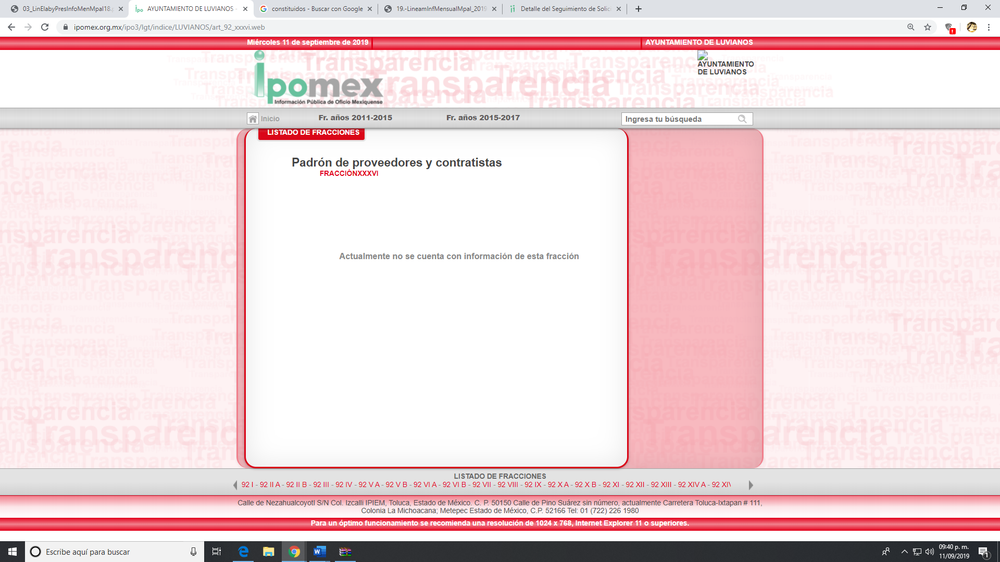 03_LinElabyPresInfoMenMpal18.p
AYUNTAMIENTO DE LUVIANOS -
constituidos - Buscar con Google
19.-LineamInfMensualMpal_2019
Detalle del Seguimiento de Solici
ipomex.org.mx/ipo3/lgt/indice/LUVIANOS/art_92_xxxvi.web
Miércoles 11 de septiembre de 2019
AYUNTAMIENTO DE LUVIANOS
Transparencia
ipomex
Información Pública de Oficio Mexiquense
AYUNTAMIENTO
DE LUVIANOS
Inicio
Fr. años 2011-2015
Fr. años 2015-2017
Ingresa tu búsqueda
LISTADO DE FRACCIONES
Padrón de proveedores y contratistas
FRACCIÓNXXXVI
Actualmente no se cuenta con información de esta fracción
LISTADO DE FRACCIONES
92 I - 92 II A - 92 II B - 92 III - 92 IV - 92 V A - 92 V B - 92 VI A - 92 VI B - 92 VII - 92 VIII - 92 IX - 92 X A - 92 X B - 92 XI - 92 XII - 92 XIII - 92 XIV A - 92 XIV
Calle de Nezahualcoyotl S/N Col. Izcalli IPIEM, Toluca, Estado de México. C. P. 50150 Calle de Pino Suárez sin número, actualmente Carretera Toluca-Ixtapan # 111,
Colonia La Michoacana; Metepec Estado de México, C.P. 52166 Tel: 01 (722) 226 1980
Para un óptimo funcionamiento se recomienda una resolución de 1024 x 768, Internet Explorer 11 o superiores.
Escribe aquí para buscar
09:40 p. m.
11/09/2019
1